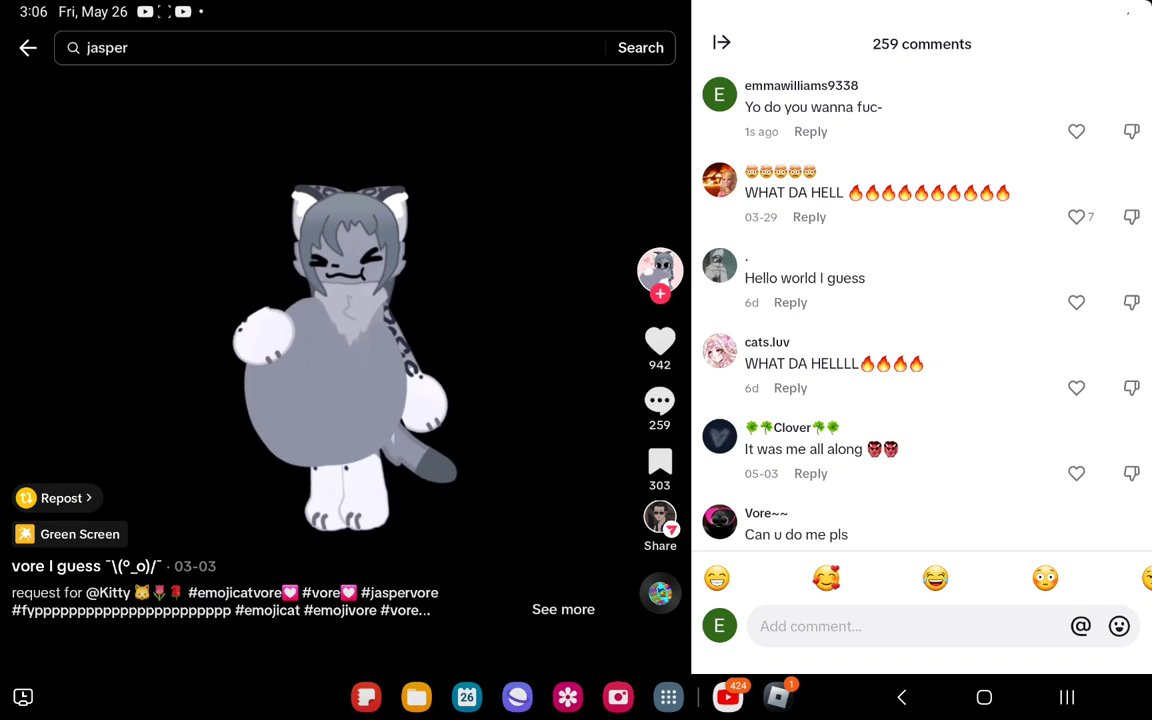 3:06 Fri, May 26 •
jasper
Search
259 comments
emmawilliams9338
Yo do you wanna fuc-
1s ago Reply
🤯🤯🤯🤯🤯
WHAT DA HELL 🔥🔥🔥🔥🔥🔥🔥🔥🔥🔥
03-29 Reply 7
.
Hello world I guess
6d Reply
cats.luv
WHAT DA HELLLL🔥🔥🔥🔥
6d Reply
🍀🌴Clover🌴🍀
It was me all along 👹👹
05-03 Reply
Vore~~
Can u do me pls
E
E
942
259
303
Share
Repost >
Green Screen
vore I guess ¯\(°_o)/¯ · 03-03
request for @Kitty 🐱🌷🌹 #emojicatvore💟 #vore💟 #jaspervore
#fyppppppppppppppppppppppp #emojicat #emojivore #vore...
See more
Add comment...
@
26
424
1